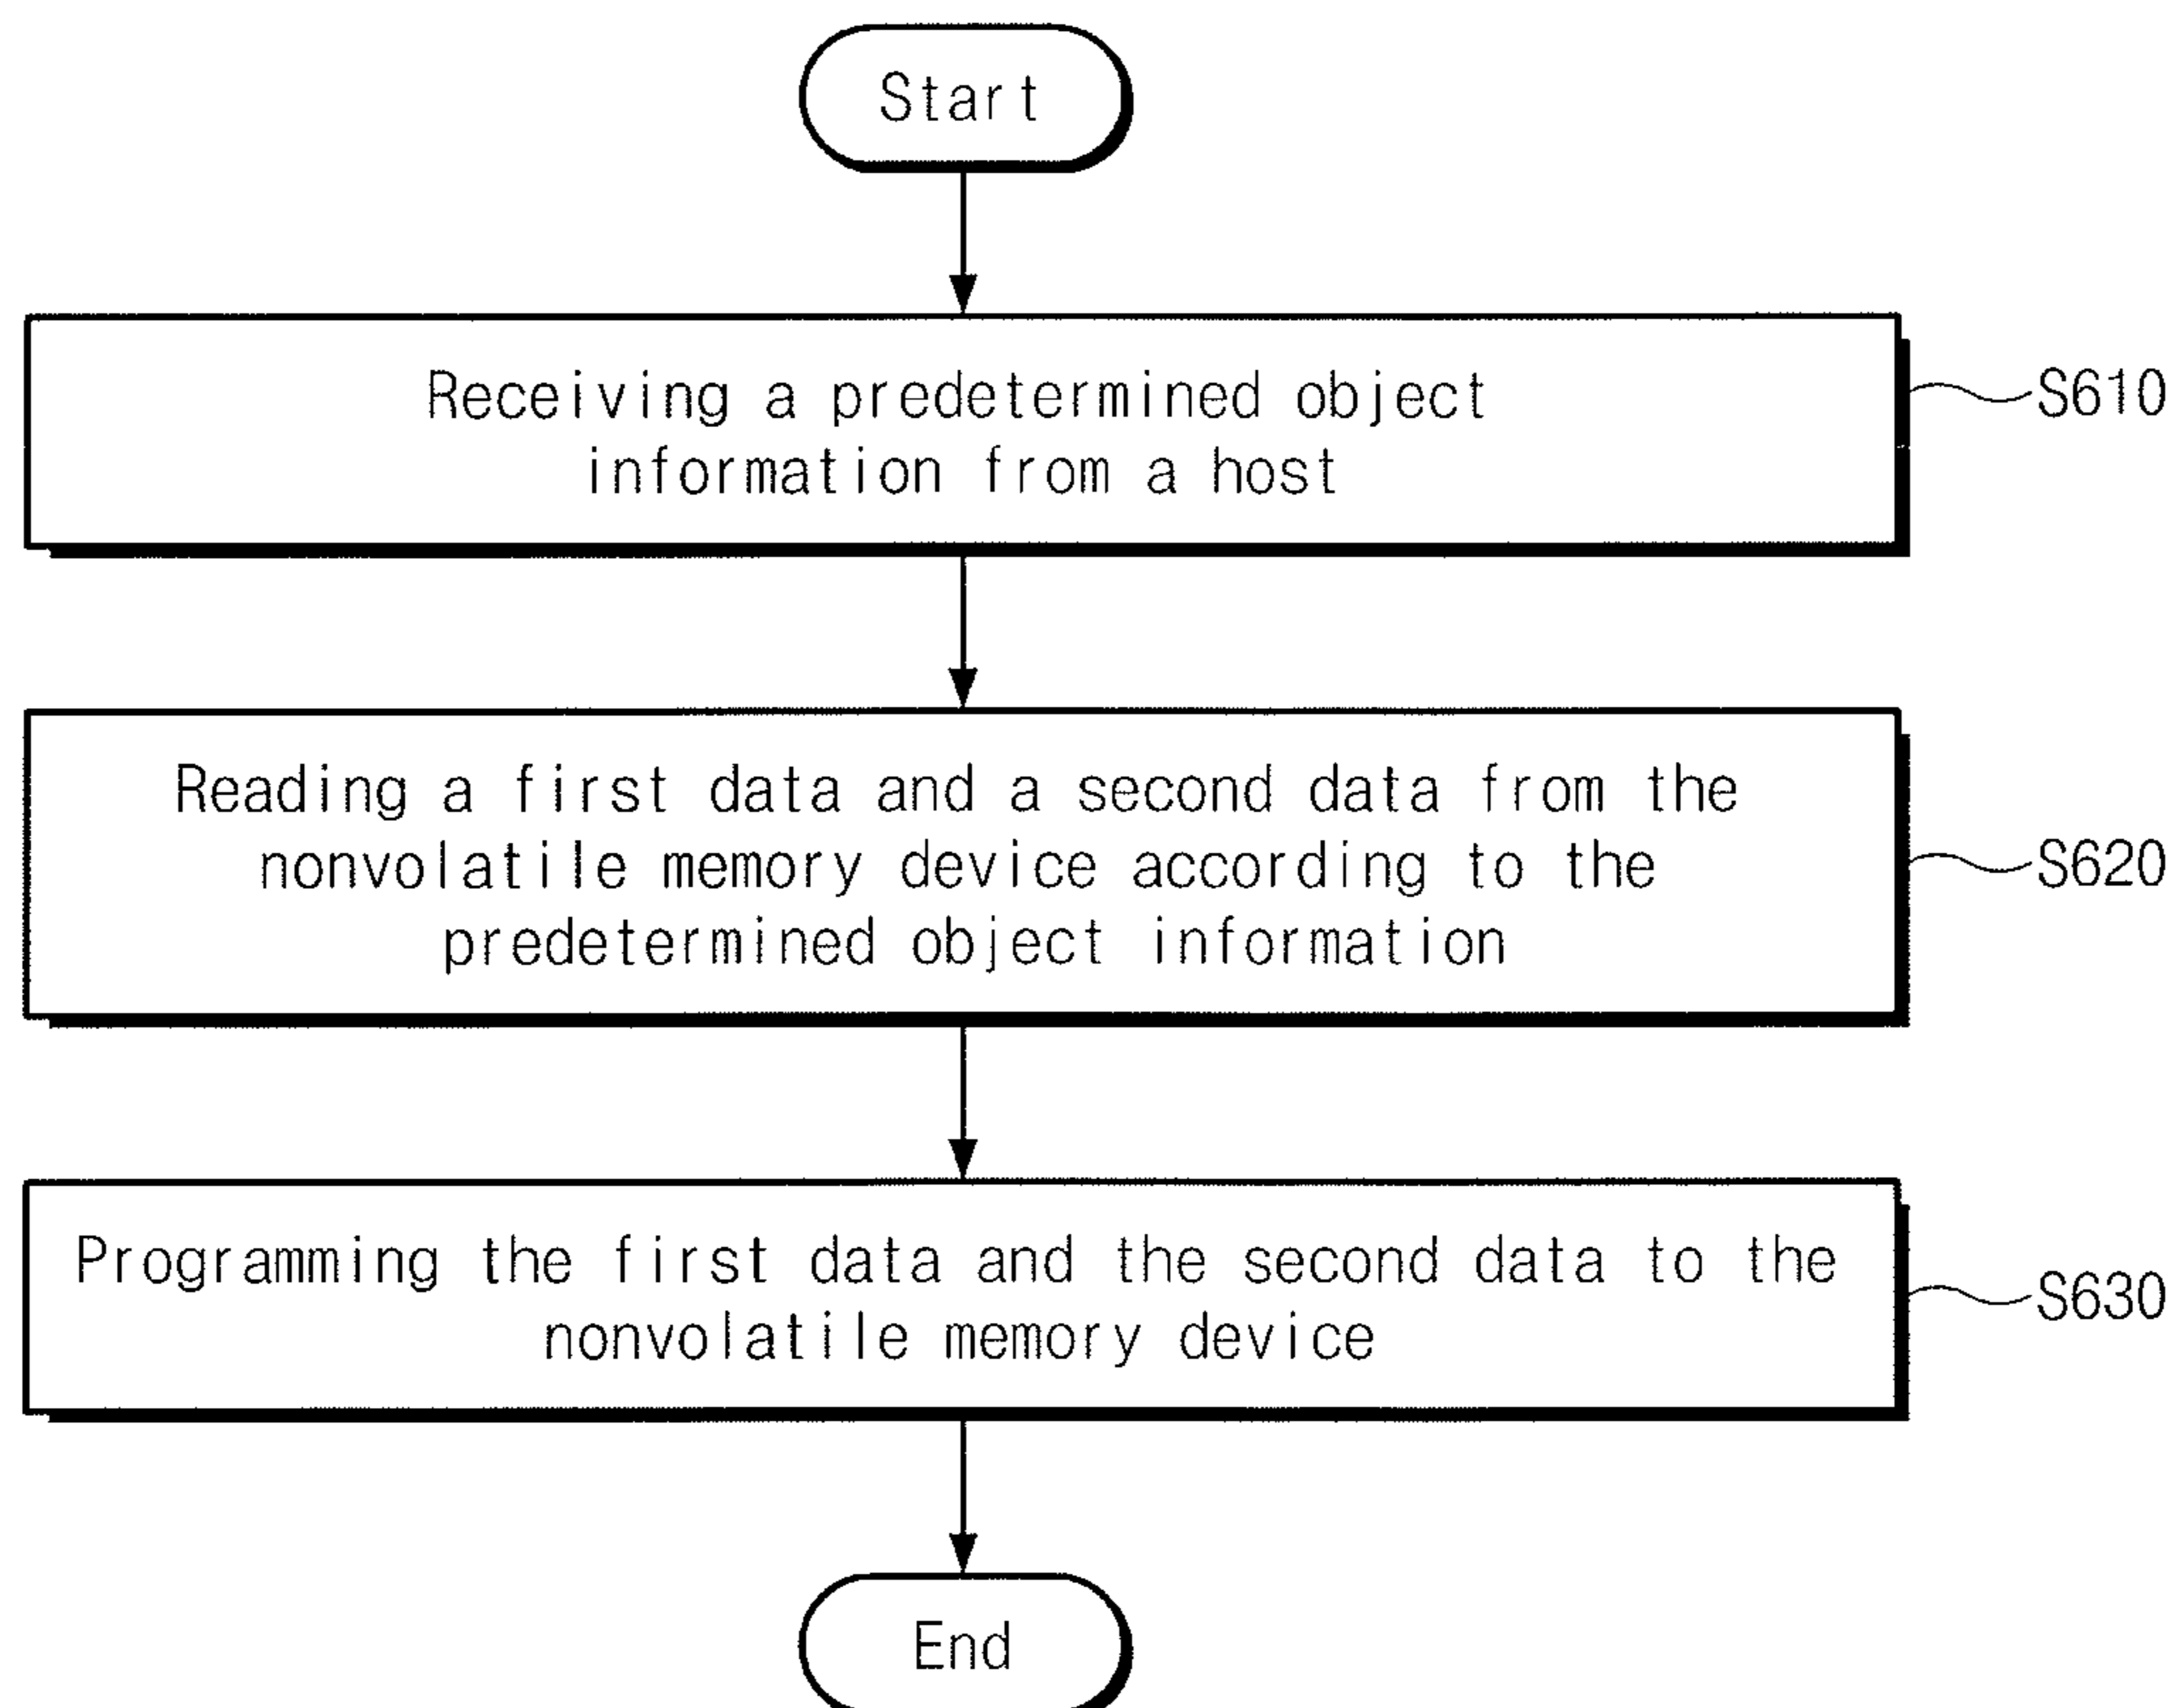 Start
Receiving a predetermined object
information from a host
S610
Reading a first data and a second data from the
nonvolatile memory device according to the
predetermined object information
S620
Programming the first data and the second data to the
nonvolatile memory device
S630
End